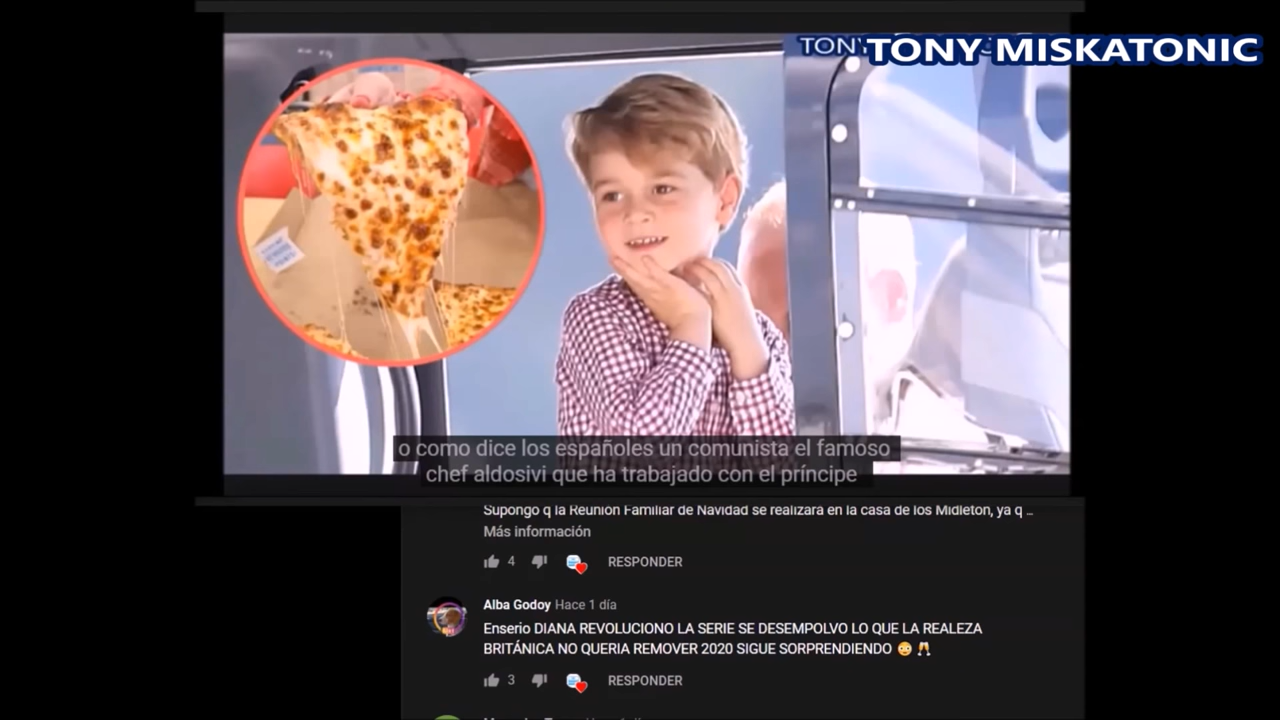 TONY
TONY MISKATONIC
o como dice los españoles un comunista el famoso
chef aldosivi que ha trabajado con el príncipe
Supongo q la Reunión Familiar de Navidad se realizará en la casa de los Midleton, ya q ...
Más información
4 RESPONDER
Alba Godoy Hace 1 día
Enserio DIANA REVOLUCIONO LA SERIE SE DESEMPOLVO LO QUE LA REALEZA
BRITÁNICA NO QUERIA REMOVER 2020 SIGUE SORPRENDIENDO 😳 🥂
3 RESPONDER